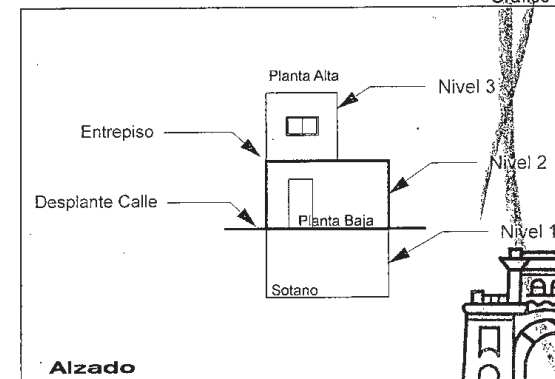 Planta Alta
Nivel 3
Entrepiso
Nivel 2
Desplante Calle
Planta Baja
Nivel 1
Sotano
Alzado